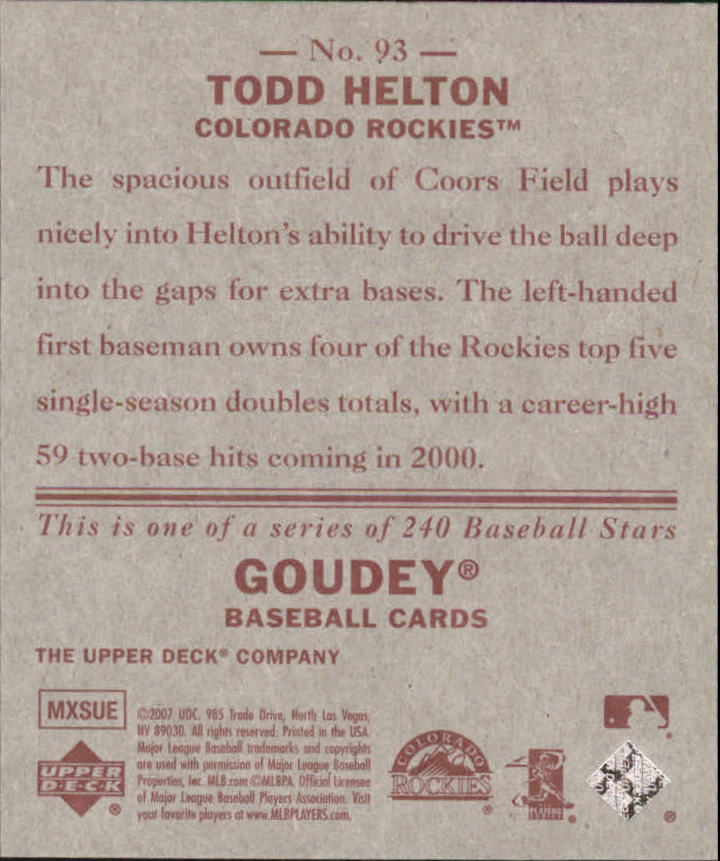 — No. 93 —
TODD HELTON
COLORADO ROCKIES™
The spacious outfield of Coors Field plays
nicely into Helton's ability to drive the ball deep
into the gaps for extra bases. The left-handed
first baseman owns four of the Rockies top five
single-season doubles totals, with a career-high
59 two-base hits coming in 2000.
This is one of a series of 240 Baseball Stars
GOUDEY®
BASEBALL CARDS
THE UPPER DECK® COMPANY
MXSUE
©2007 UDC. 985 Trade Drive, North Las Vegas,
NV 89030. All rights reserved. Printed in the USA.
Major League Baseball trademarks and copyrights
are used with permission of Major League Baseball
Properties, Inc. MLB.com ©MLBPA. Official Licensee
of Major League Baseball Players Association. Visit
your favorite players at www.MLBPLAYERS.com.
UPPER
DECK
®
COLORADO
ROCKIES
®
PLAYERS
CHOICE
®